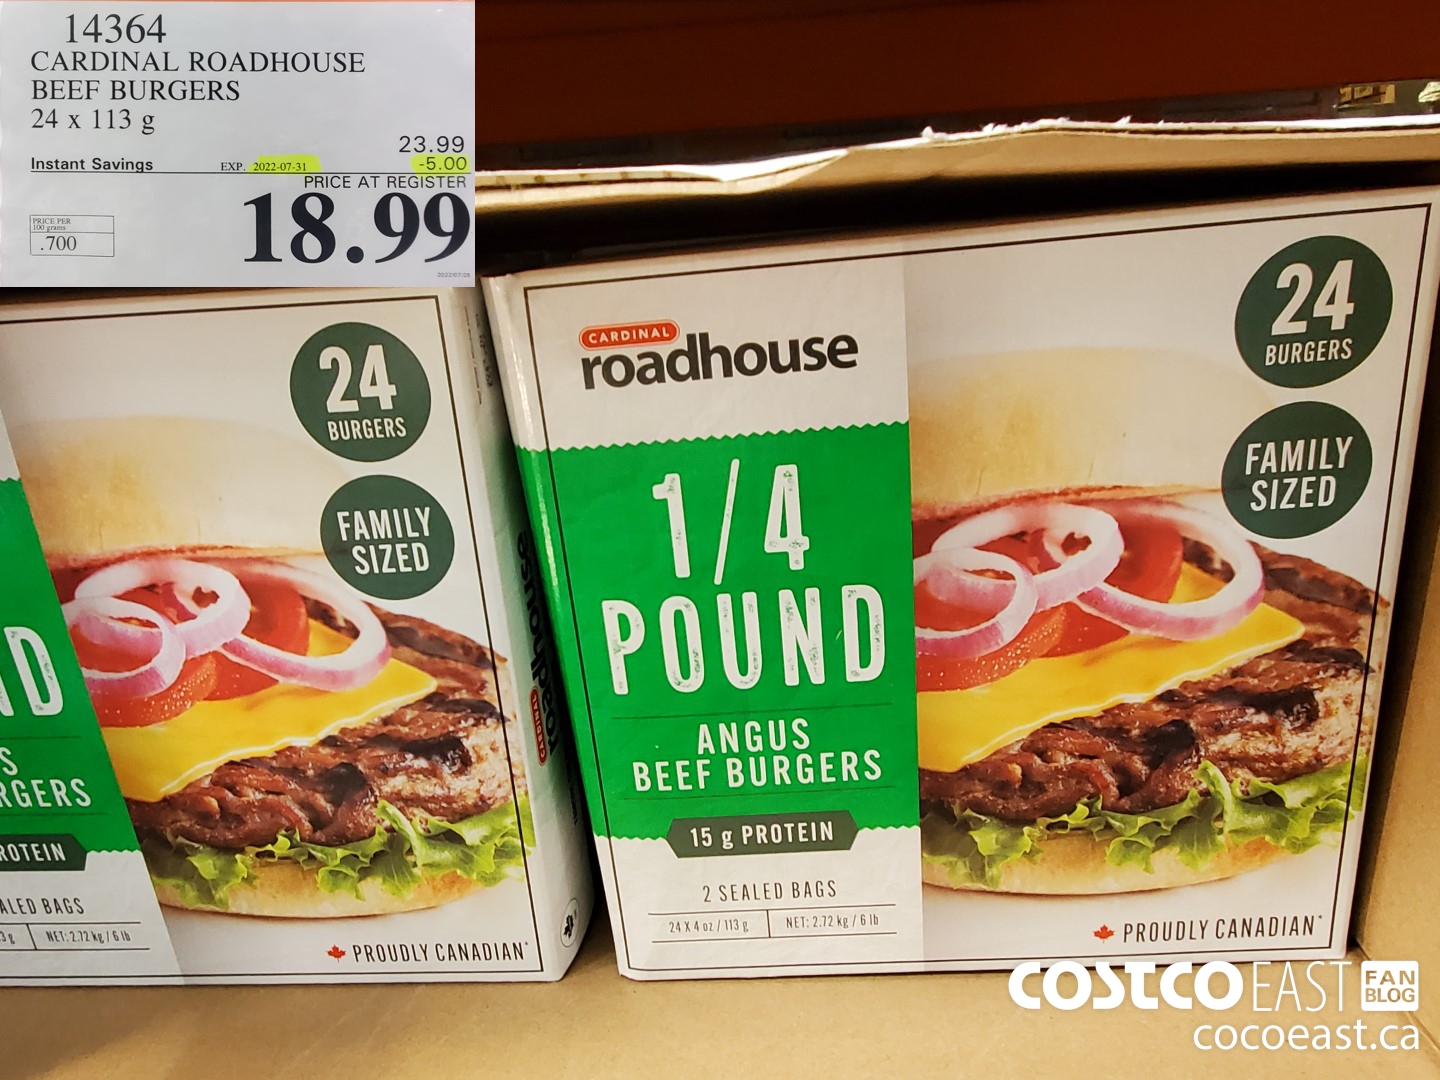 14364
CARDINAL ROADHOUSE
BEEF BURGERS
24 x 113 g
23.99
Instant Savings EXP. 2022-07-31 -5.00
PRICE AT REGISTER
18.99
PRICE PER
100 grams
.700
24
BURGERS
FAMILY
SIZED
ND
S
RGERS
ROTEIN
ALED BAGS
3 g NET: 2.72 kg / 6 lb
PROUDLY CANADIAN*
CARDINAL
roadhouse
CARDINAL
roadhouse
1/4
POUND
ANGUS
BEEF BURGERS
15 g PROTEIN
2 SEALED BAGS
24 X 4 oz / 113 g NET: 2.72 kg / 6 lb
24
BURGERS
FAMILY
SIZED
PROUDLY CANADIAN*
COSTCO EAST FAN BLOG
cocoeast.ca